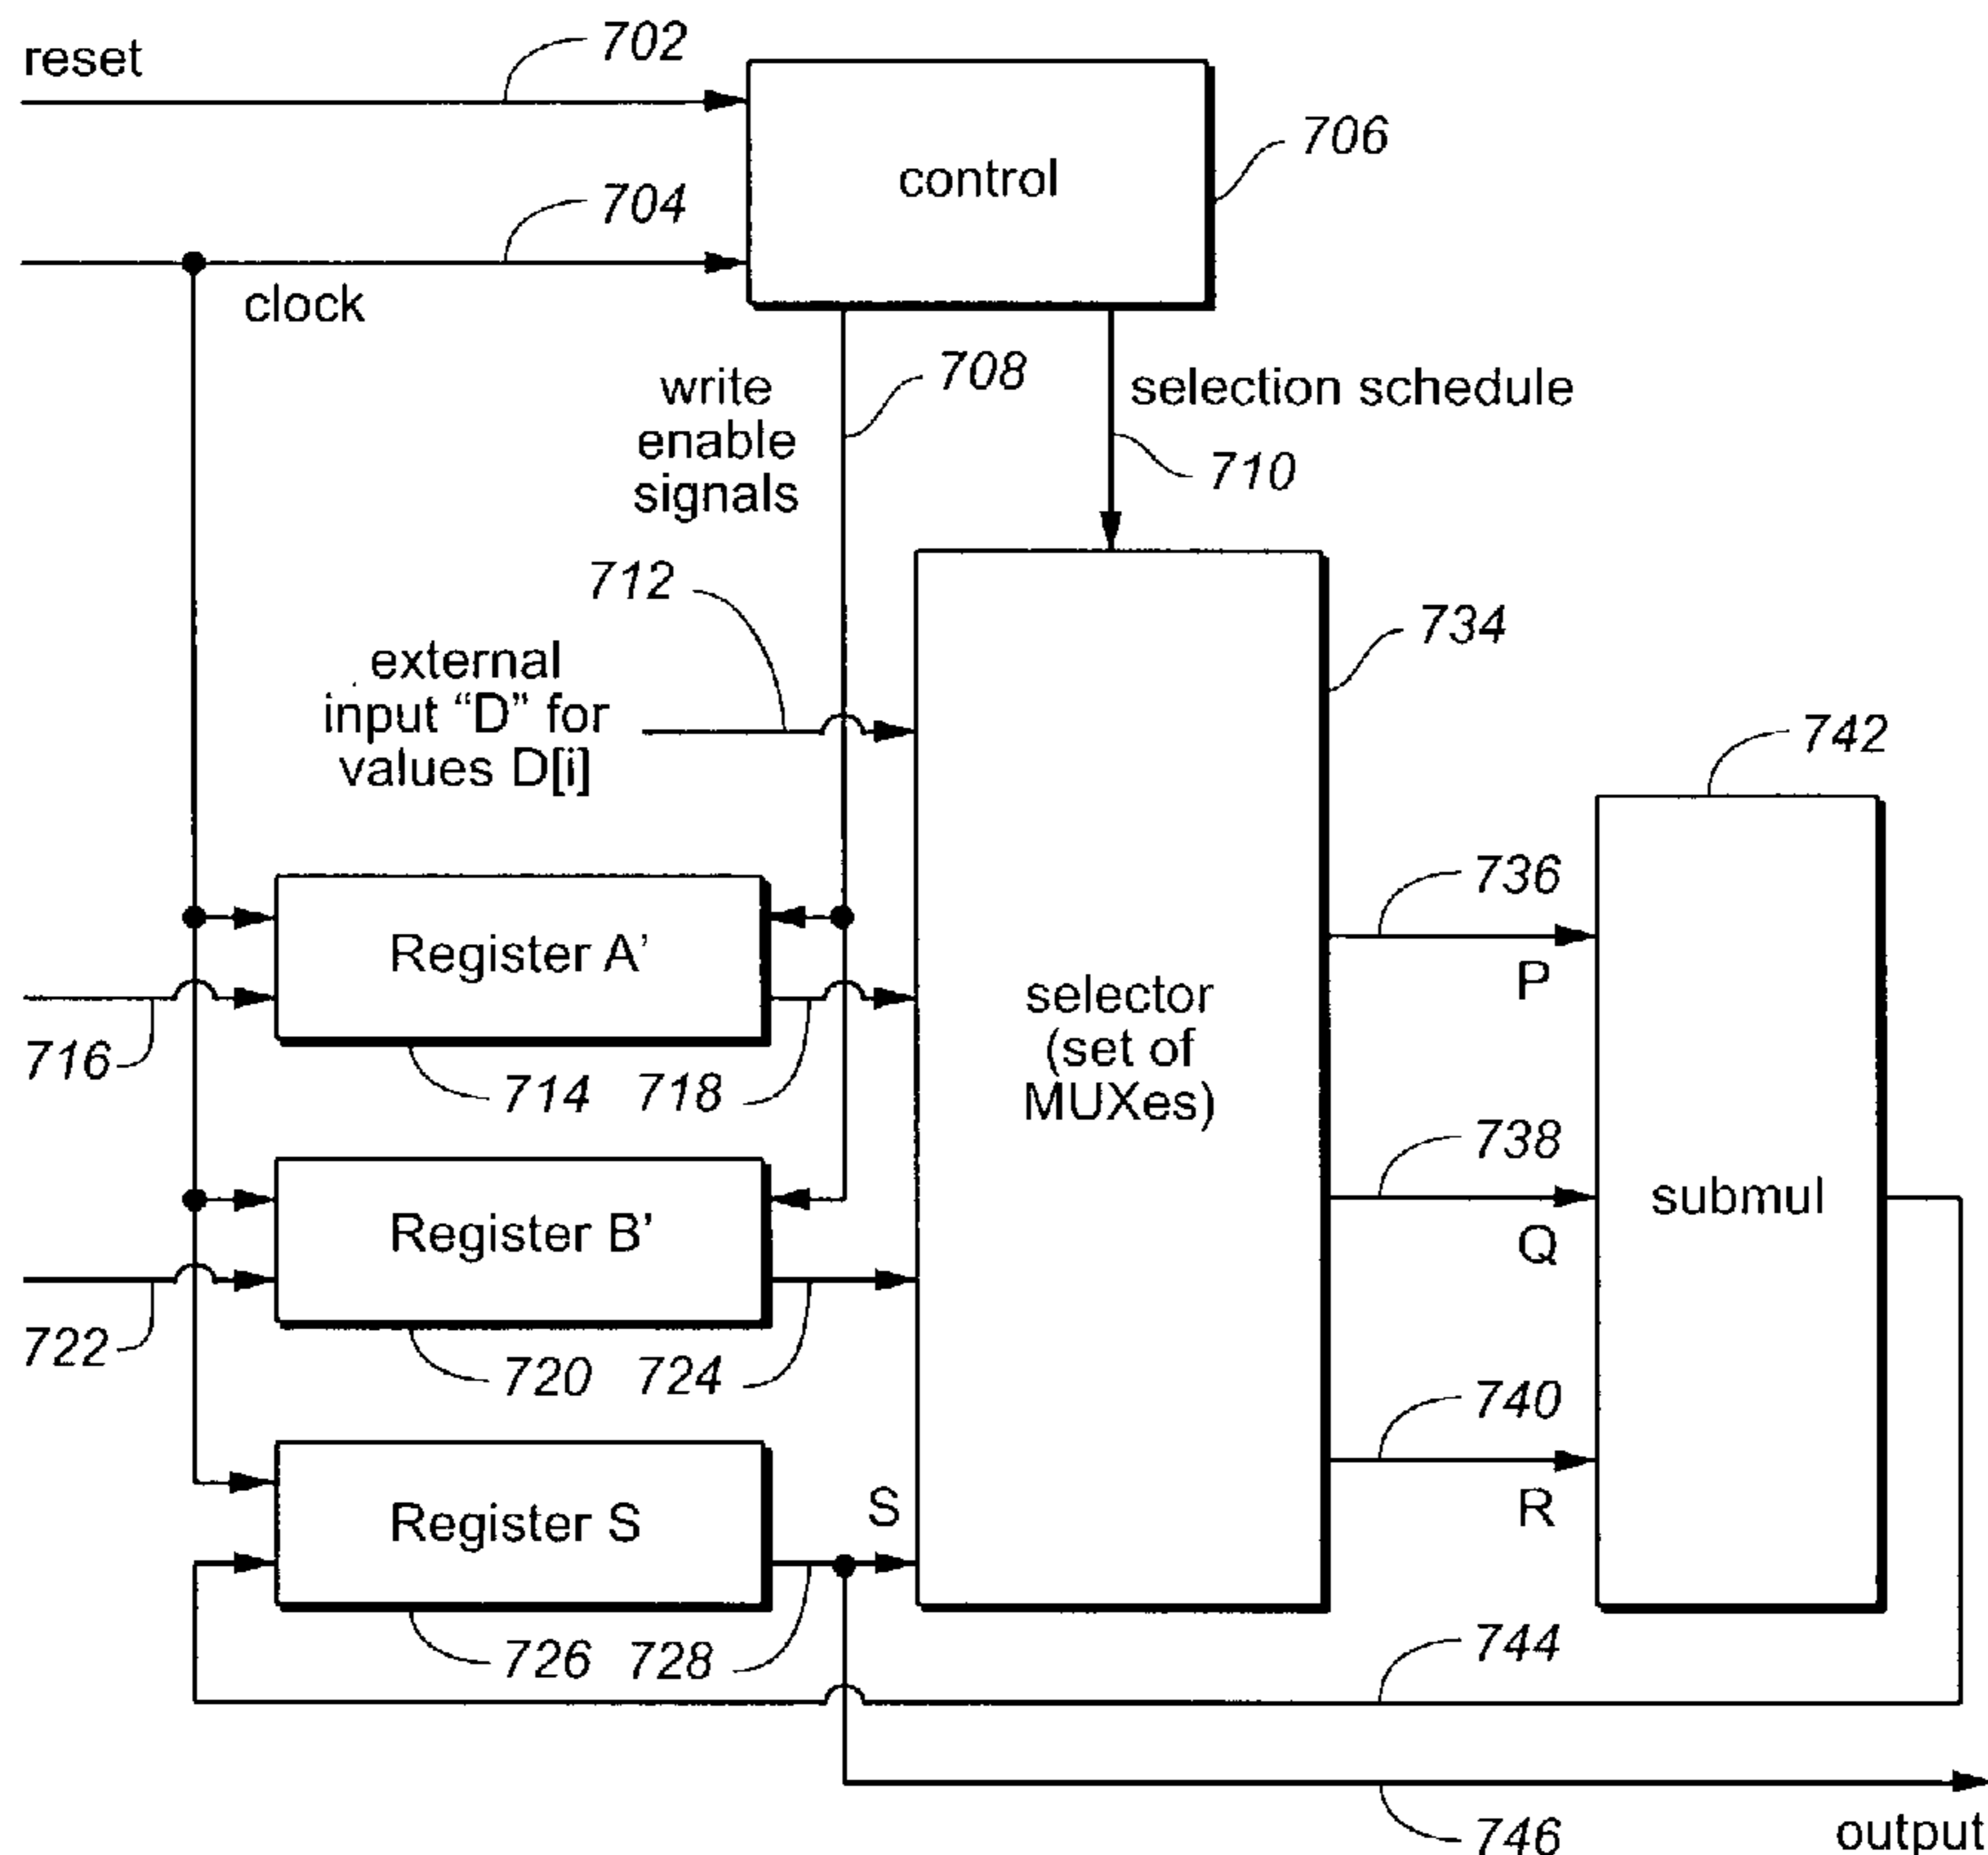 reset
702
control
706
704
clock
write
enable
signals
708
selection schedule
710
712
external
input “D” for
values D[i]
734
742
Register A’
716
714
718
selector
(set of
MUXes)
736
P
738
Q
submul
Register B’
722
720
724
740
R
Register S
S
726
728
744
746
output